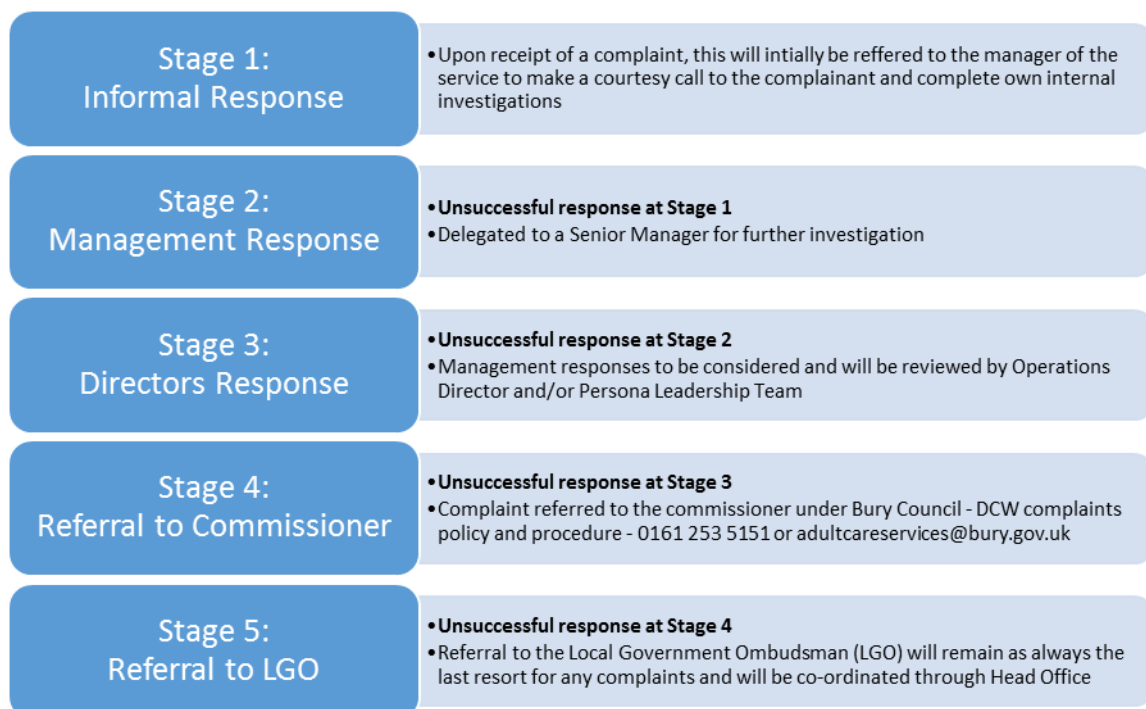 Stage 1:
Informal Response
•Upon receipt of a complaint, this will intially be reffered to the manager of the
service to make a courtesy call to the complainant and complete own internal
investigations
Stage 2:
Management Response
•Unsuccessful response at Stage 1
•Delegated to a Senior Manager for further investigation
Stage 3:
Directors Response
•Unsuccessful response at Stage 2
•Management responses to be considered and will be reviewed by Operations
Director and/or Persona Leadership Team
Stage 4:
Referral to Commissioner
•Unsuccessful response at Stage 3
•Complaint referred to the commissioner under Bury Council - DCW complaints
policy and procedure - 0161 253 5151 or adultcareservices@bury.gov.uk
Stage 5:
Referral to LGO
•Unsuccessful response at Stage 4
•Referral to the Local Government Ombudsman (LGO) will remain as always the
last resort for any complaints and will be co-ordinated through Head Office